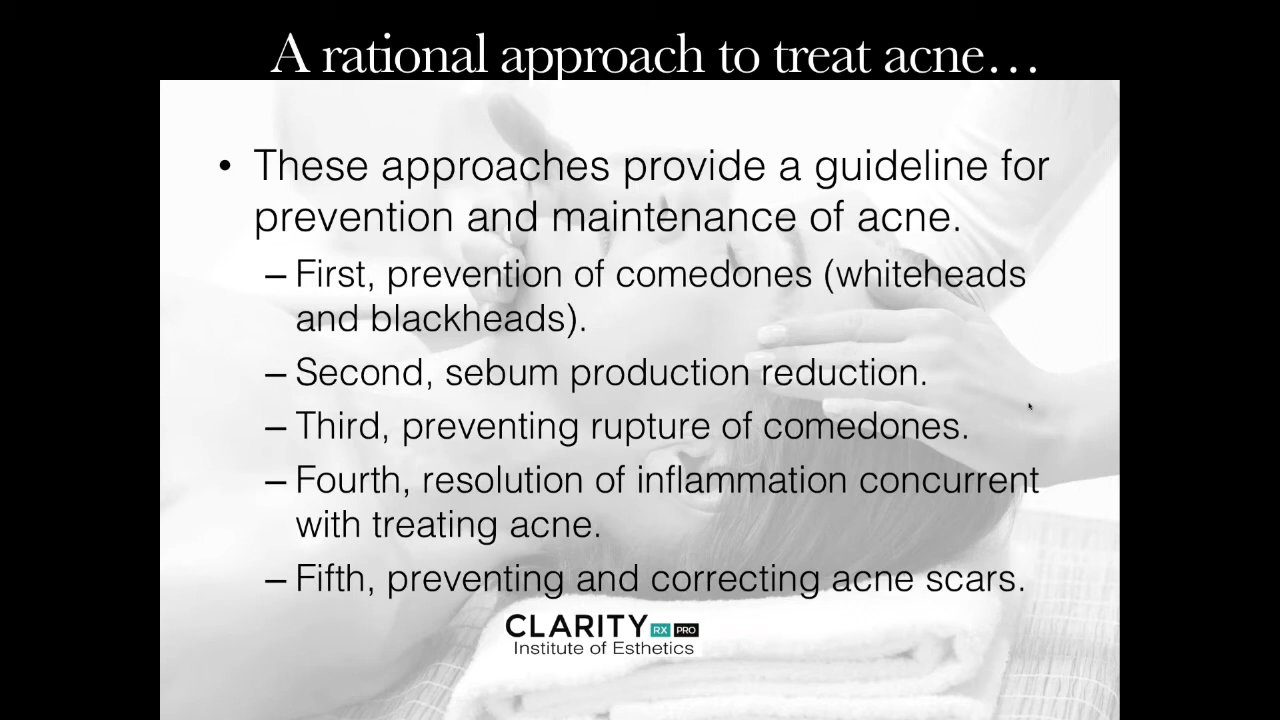 A rational approach to treat acne…
• These approaches provide a guideline for
prevention and maintenance of acne.
– First, prevention of comedones (whiteheads
and blackheads).
– Second, sebum production reduction.
– Third, preventing rupture of comedones.
– Fourth, resolution of inflammation concurrent
with treating acne.
– Fifth, preventing and correcting acne scars.
CLARITY RX PRO
Institute of Esthetics